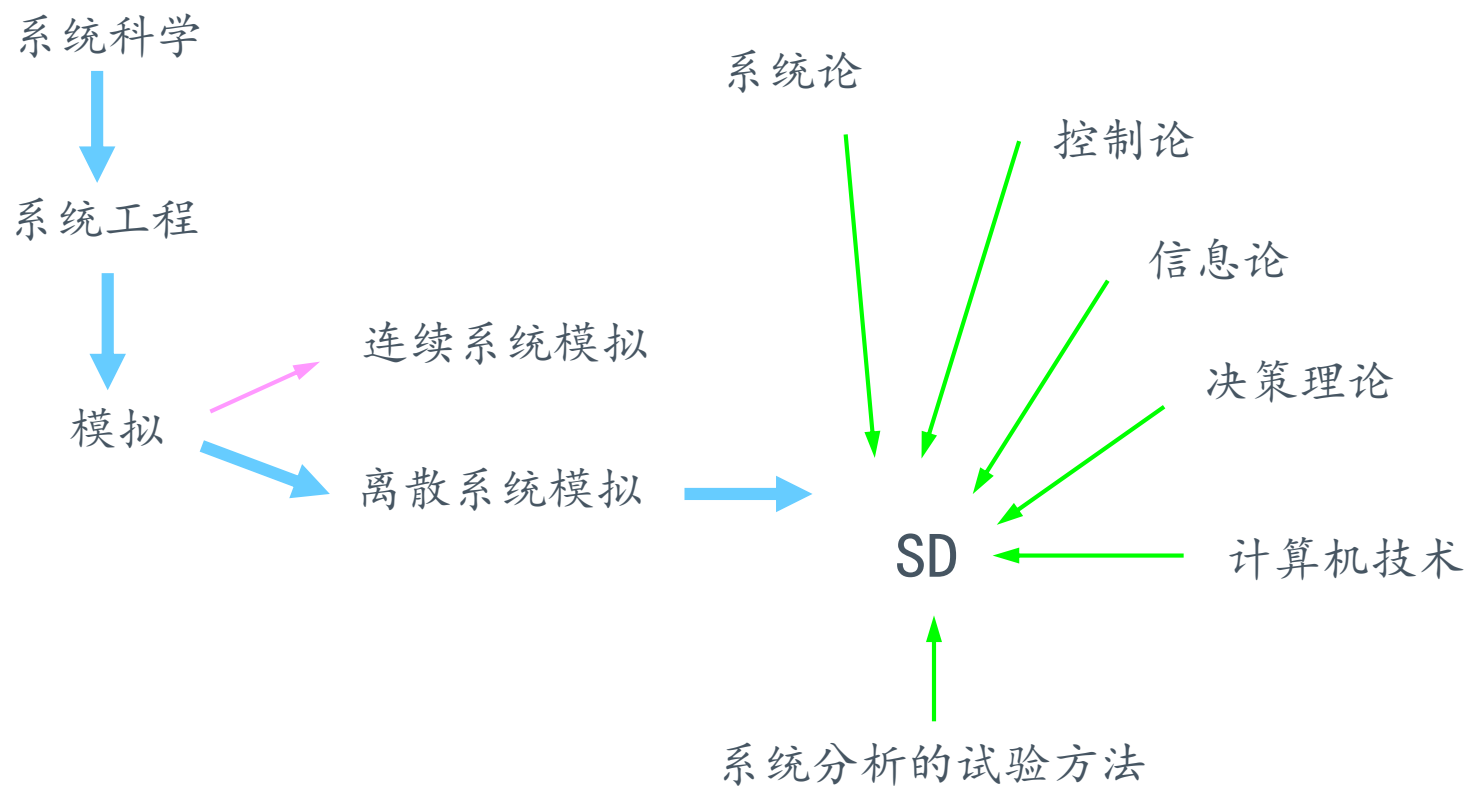 系统科学
系统论
控制论
系统工程
信息论
连续系统模拟
决策理论
模拟
离散系统模拟
SD
计算机技术
系统分析的试验方法